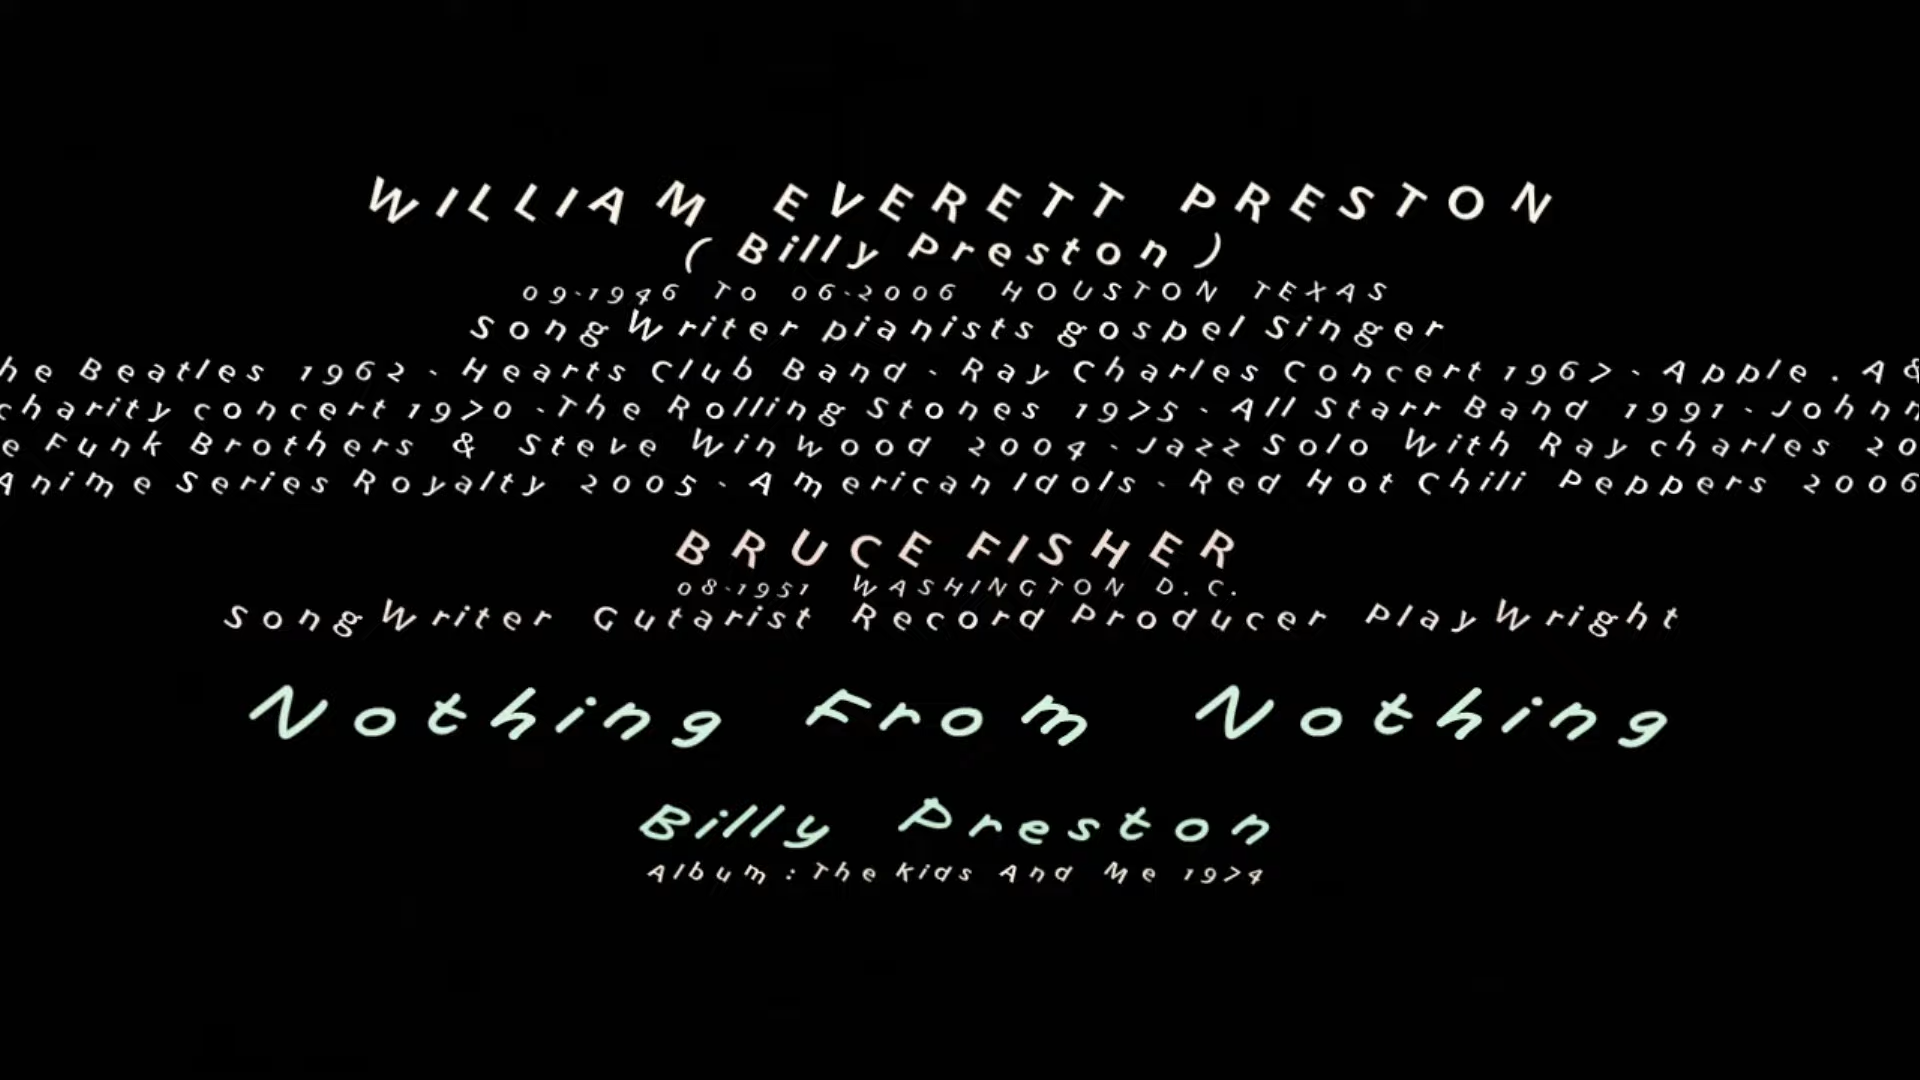 WILLIAM EVERETT PRESTON
( Billy Preston )
09-1946 TO 06-2006 HOUSTON TEXAS
SongWriter pianists gospel Singer
he Beatles 1962 - Hearts Club Band - Ray Charles Concert 1967 - Apple . A &
charity concert 1970 -The Rolling Stones 1975 - All Starr Band 1991 - John
e Funk Brothers & Steve Winwood 2004 - Jazz Solo With Ray charles 20
Anime Series Royalty 2005 - American Idols - Red Hot Chili Peppers 2006
BRUCE FISHER
08-1951 WASHINGTON D.C.
SongWriter Gutarist Record Producer PlayWright
Nothing From Nothing
Billy Preston
Album : The Kids And Me 1974